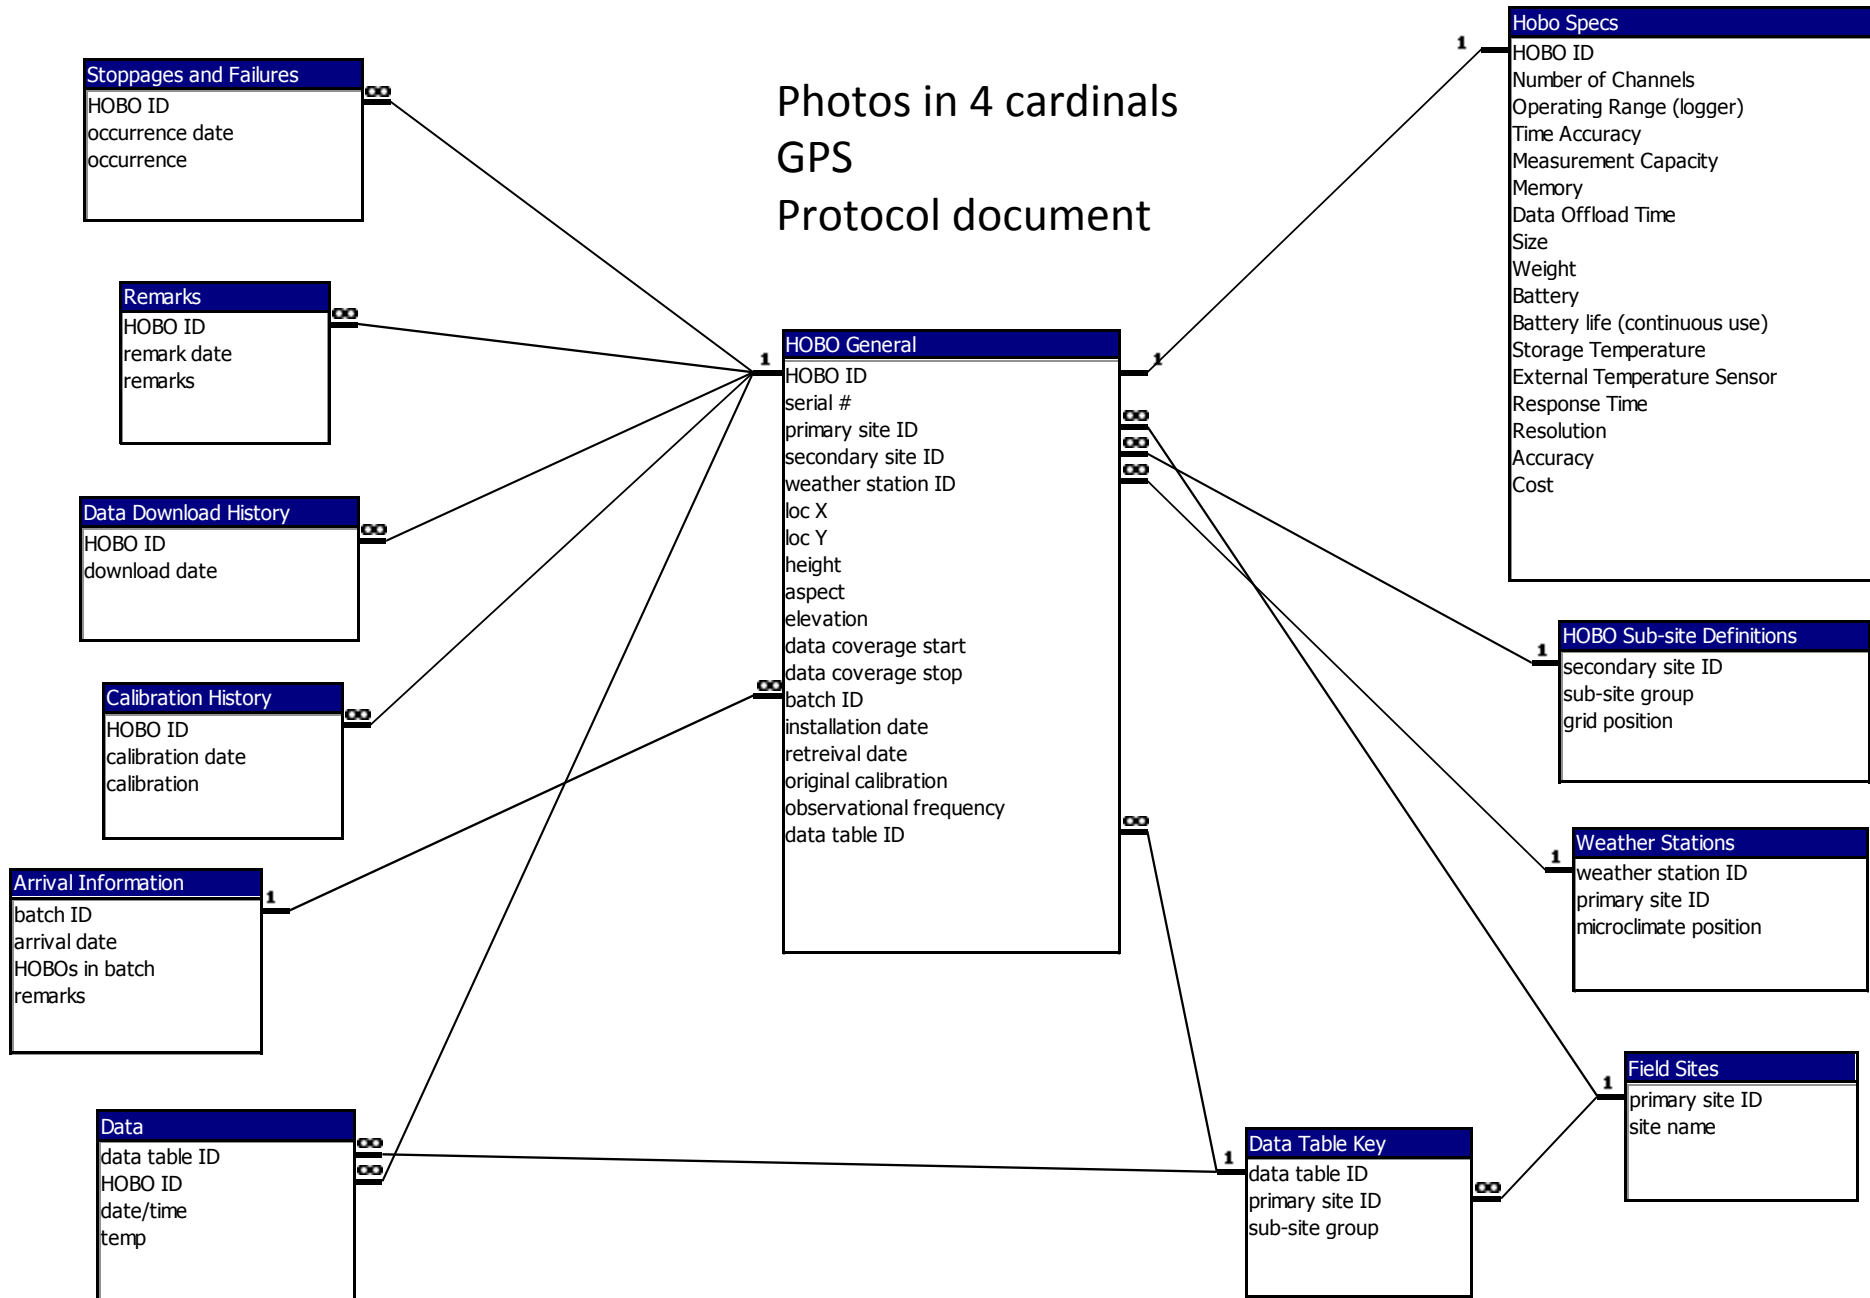 Photos in 4 cardinals
GPS
Protocol document
Stoppages and Failures
HOBO ID
occurrence date
occurrence
∞
Remarks
HOBO ID
remark date
remarks
∞
Data Download History
HOBO ID
download date
∞
Calibration History
HOBO ID
calibration date
calibration
∞
Arrival Information
batch ID
arrival date
HOBOs in batch
remarks
1
Data
data table ID
HOBO ID
date/time
temp
∞
∞
1
∞
HOBO General
HOBO ID
serial #
primary site ID
secondary site ID
weather station ID
loc X
loc Y
height
aspect
elevation
data coverage start
data coverage stop
batch ID
installation date
retreival date
original calibration
observational frequency
data table ID
1
∞
∞
∞
∞
1
Hobo Specs
HOBO ID
Number of Channels
Operating Range (logger)
Time Accuracy
Measurement Capacity
Memory
Data Offload Time
Size
Weight
Battery
Battery life (continuous use)
Storage Temperature
External Temperature Sensor
Response Time
Resolution
Accuracy
Cost
1
HOBO Sub-site Definitions
secondary site ID
sub-site group
grid position
1
Weather Stations
weather station ID
primary site ID
microclimate position
1
Field Sites
primary site ID
site name
1
Data Table Key
data table ID
primary site ID
sub-site group
∞